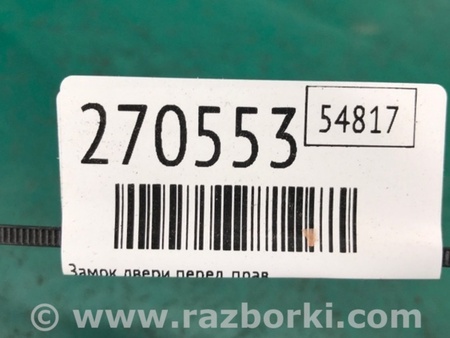 270553
54817
Замок двери перед прав
© www.razborki.com